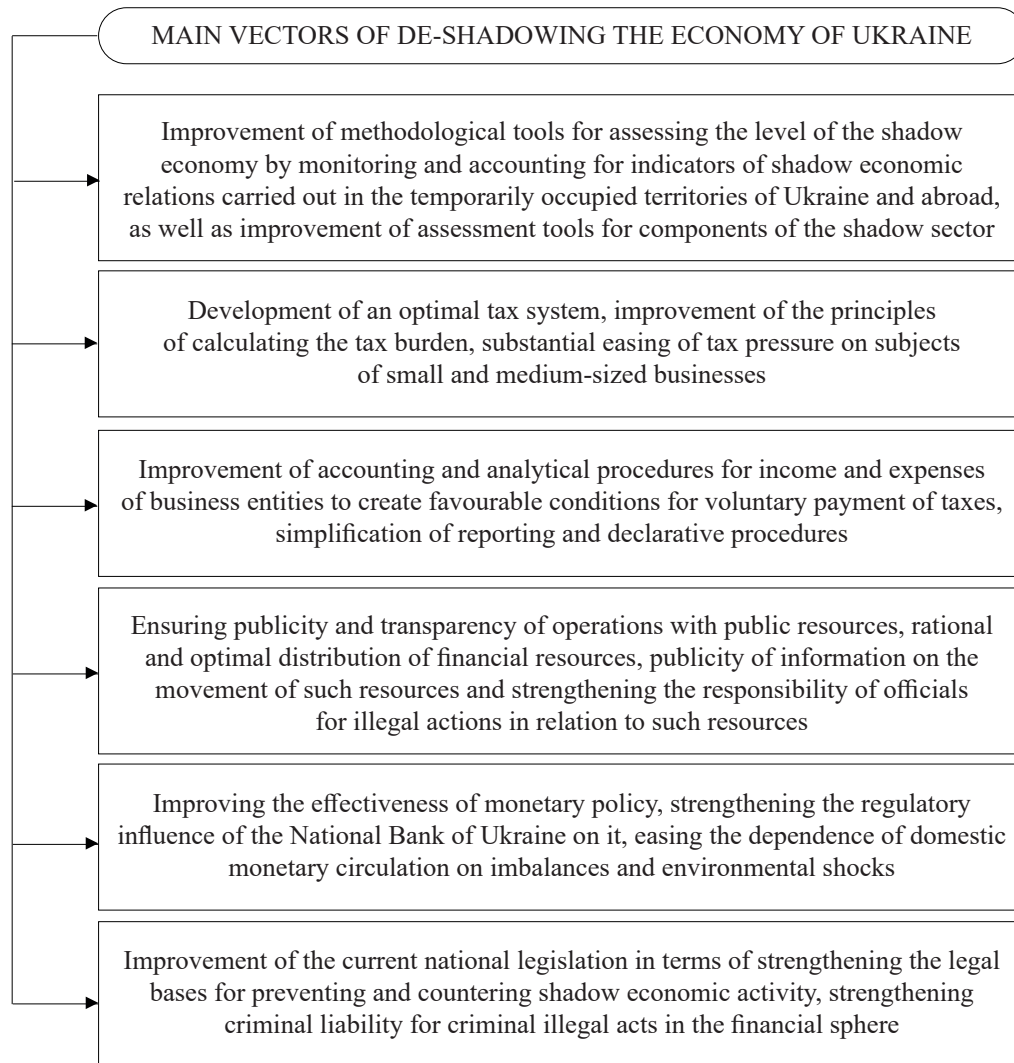 MAIN VECTORS OF DE-SHADOWING THE ECONOMY OF UKRAINE
Improvement of methodological tools for assessing the level of the shadow
economy by monitoring and accounting for indicators of shadow economic
relations carried out in the temporarily occupied territories of Ukraine and abroad,
as well as improvement of assessment tools for components of the shadow sector
Development of an optimal tax system, improvement of the principles
of calculating the tax burden, substantial easing of tax pressure on subjects
of small and medium-sized businesses
Improvement of accounting and analytical procedures for income and expenses
of business entities to create favourable conditions for voluntary payment of taxes,
simplification of reporting and declarative procedures
Ensuring publicity and transparency of operations with public resources, rational
and optimal distribution of financial resources, publicity of information on the
movement of such resources and strengthening the responsibility of officials
for illegal actions in relation to such resources
Improving the effectiveness of monetary policy, strengthening the regulatory
influence of the National Bank of Ukraine on it, easing the dependence of domestic
monetary circulation on imbalances and environmental shocks
Improvement of the current national legislation in terms of strengthening the legal
bases for preventing and countering shadow economic activity, strengthening
criminal liability for criminal illegal acts in the financial sphere